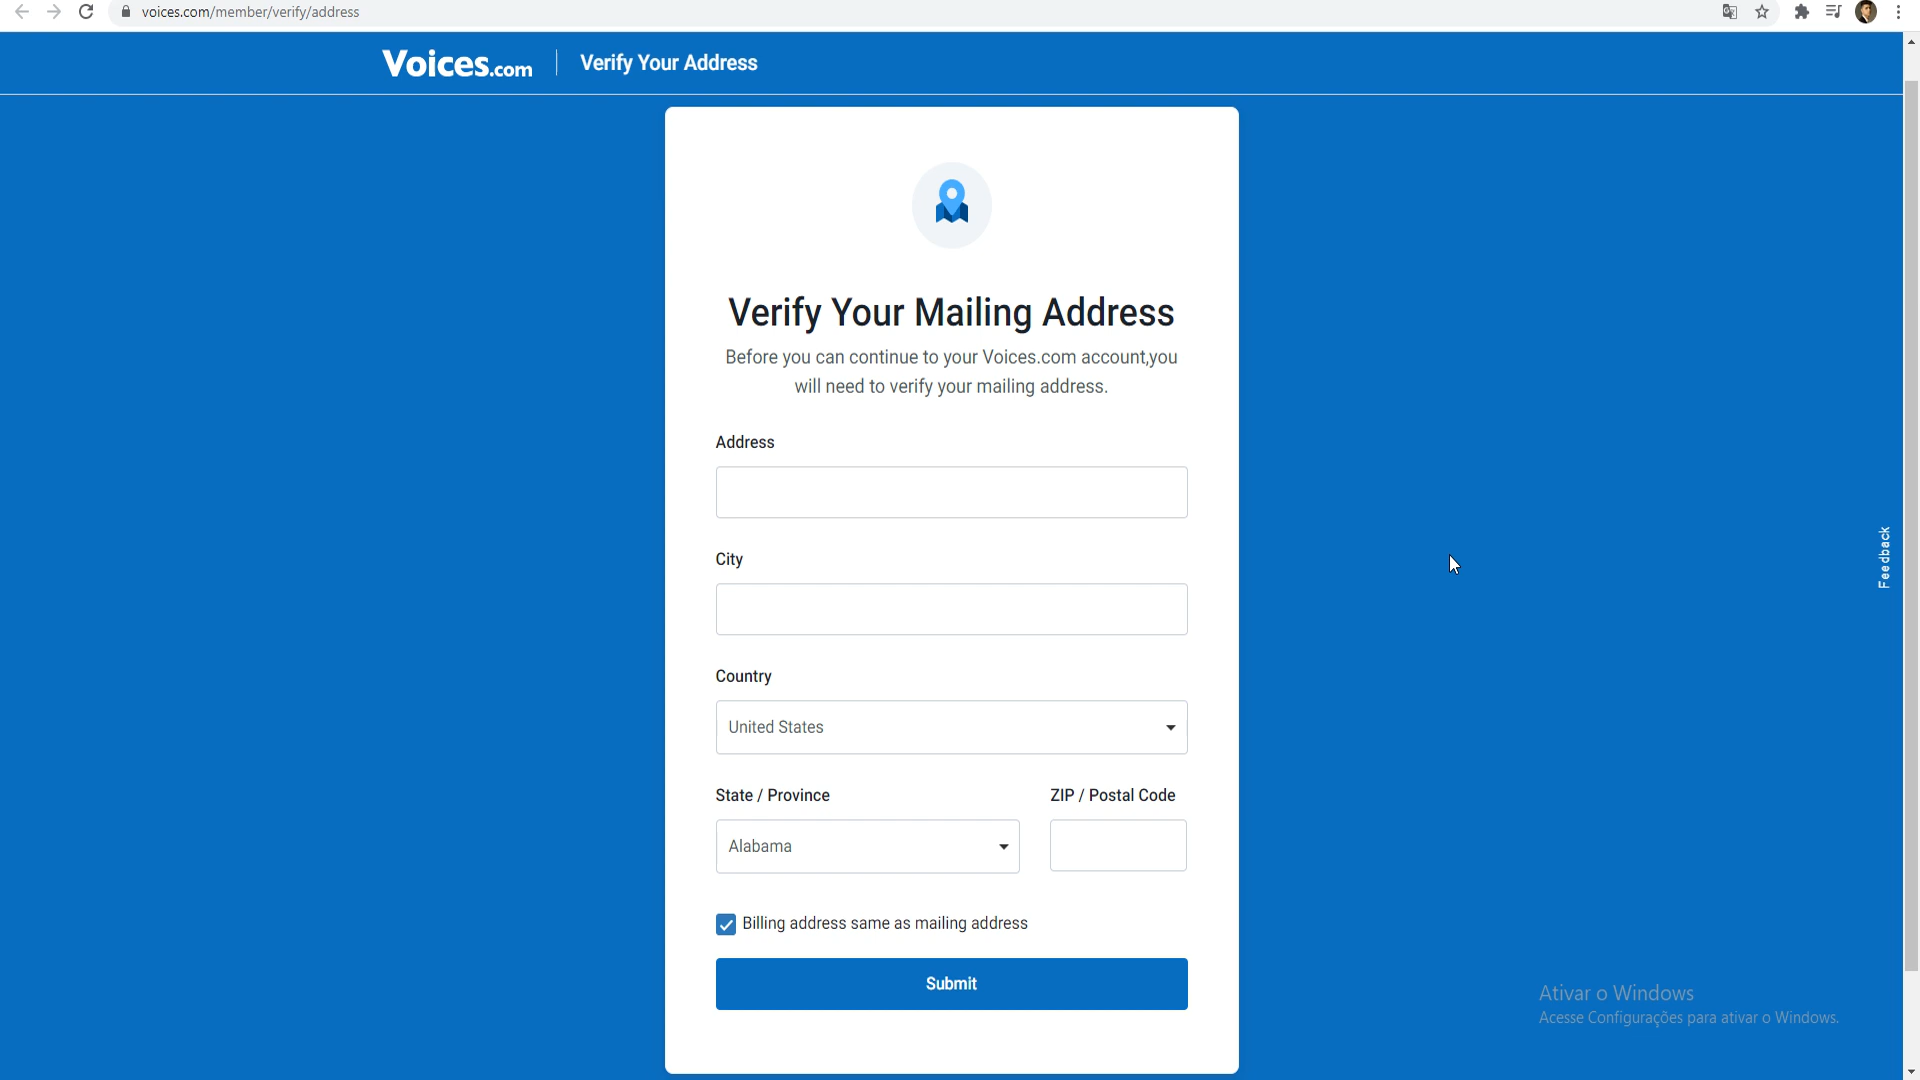 voices.com/member/verify/address
Voices.com
Verify Your Address
Verify Your Mailing Address
Before you can continue to your Voices.com account,you
will need to verify your mailing address.
Address
City
Country
United States
State / Province
ZIP / Postal Code
Alabama
Billing address same as mailing address
Submit
Feedback
Ativar o Windows
Acesse Configurações para ativar o Windows.